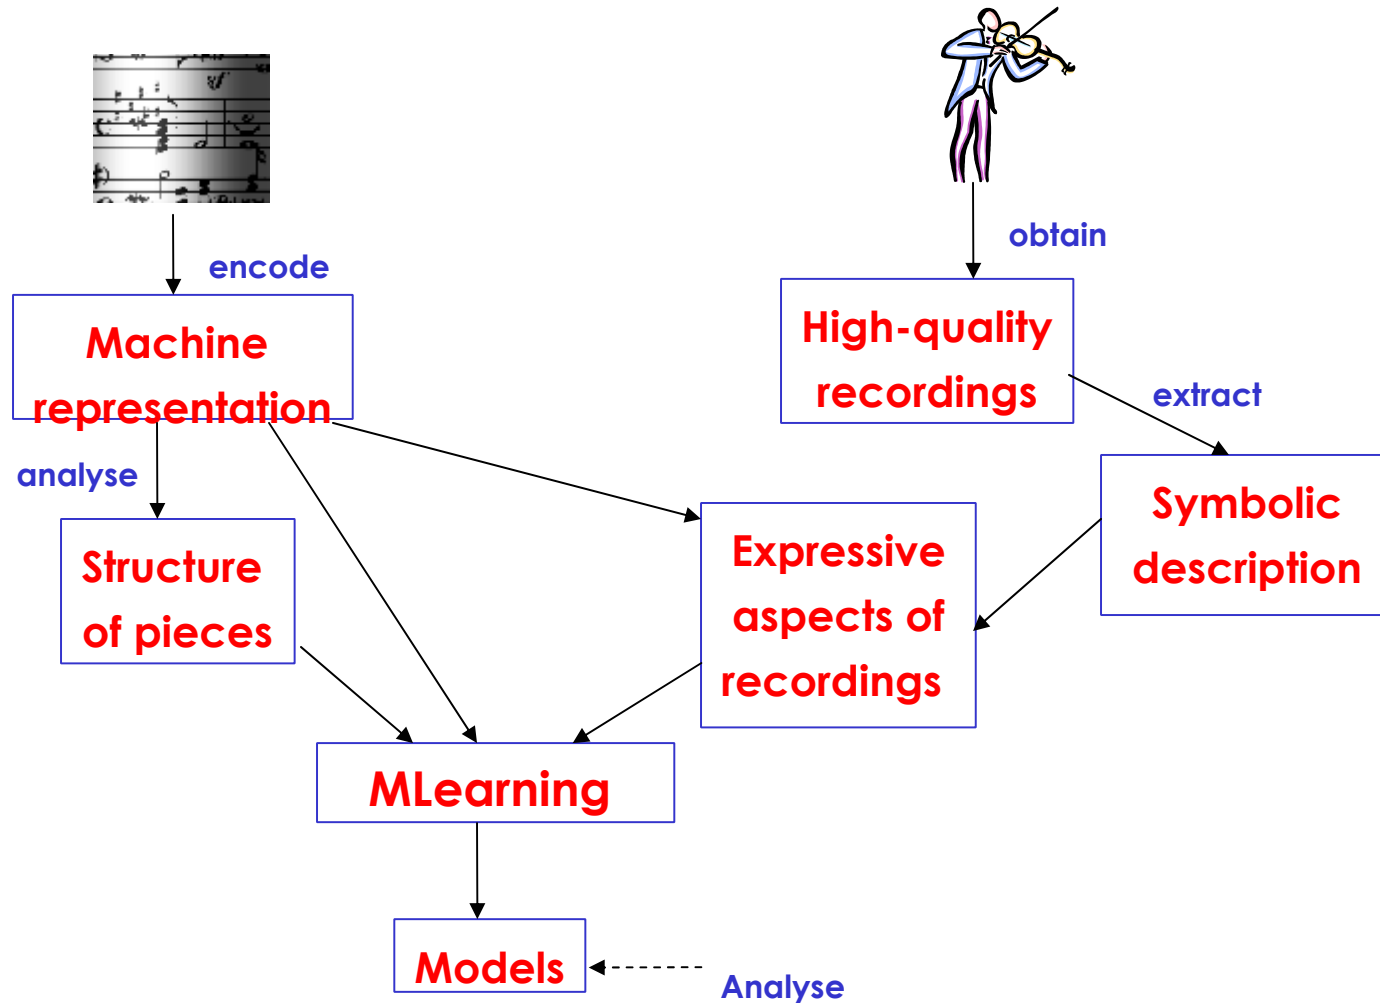 obtain
encode
Machine
representation
High-quality
recordings
extract
analyse
Symbolic
description
Structure
of pieces
Expressive
aspects of
recordings
MLearning
Models
Analyse